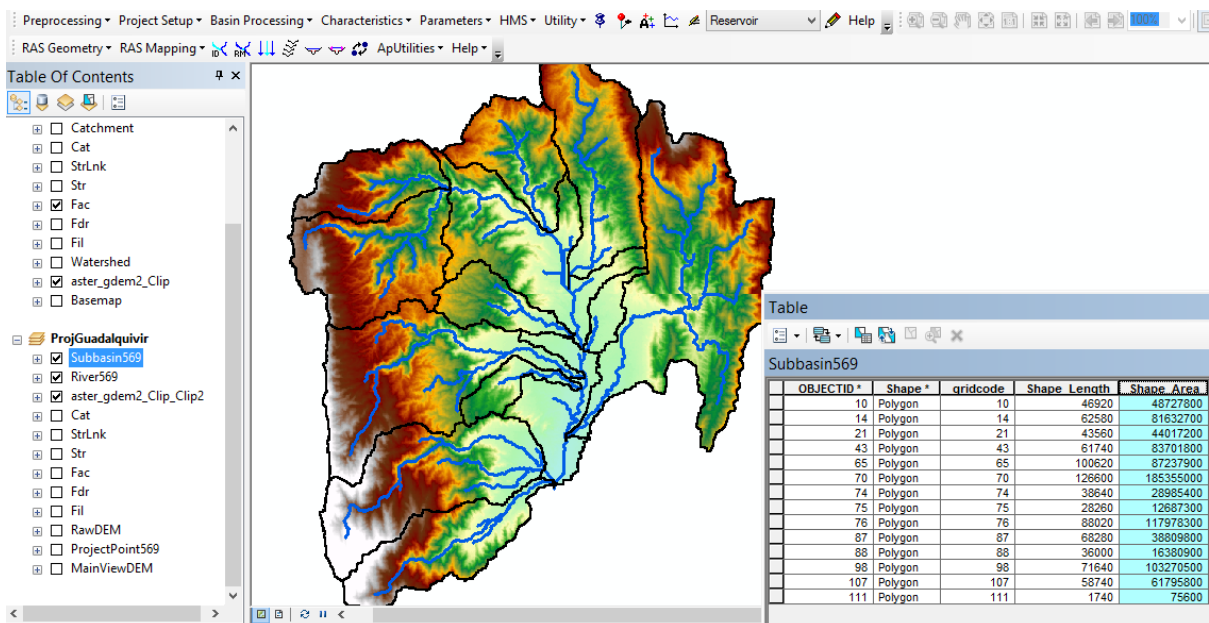 Preprocessing Project Setup Basin Processing Characteristics Parameters HMS Utility Reservoir Help 100%
RAS Geometry RAS Mapping ID RM ApUtilities Help
Table Of Contents
Catchment
Cat
StrLnk
Str
Fac
Fdr
Fil
Watershed
aster_gdem2_Clip
Basemap
ProjGuadalquivir
Subbasin569
River569
aster_gdem2_Clip_Clip2
Cat
StrLnk
Str
Fac
Fdr
Fil
RawDEM
ProjectPoint569
MainViewDEM
Table
Subbasin569
OBJECTID * Shape * gridcode Shape_Length Shape_Area
10 Polygon 10 46920 48727800
14 Polygon 14 62580 81632700
21 Polygon 21 43560 44017200
43 Polygon 43 61740 83701800
65 Polygon 65 100620 87237900
70 Polygon 70 126600 185355000
74 Polygon 74 38640 28985400
75 Polygon 75 28260 12687300
76 Polygon 76 88020 117978300
87 Polygon 87 68280 38809800
88 Polygon 88 36000 16380900
98 Polygon 98 71640 103270500
107 Polygon 107 58740 61795800
111 Polygon 111 1740 75600